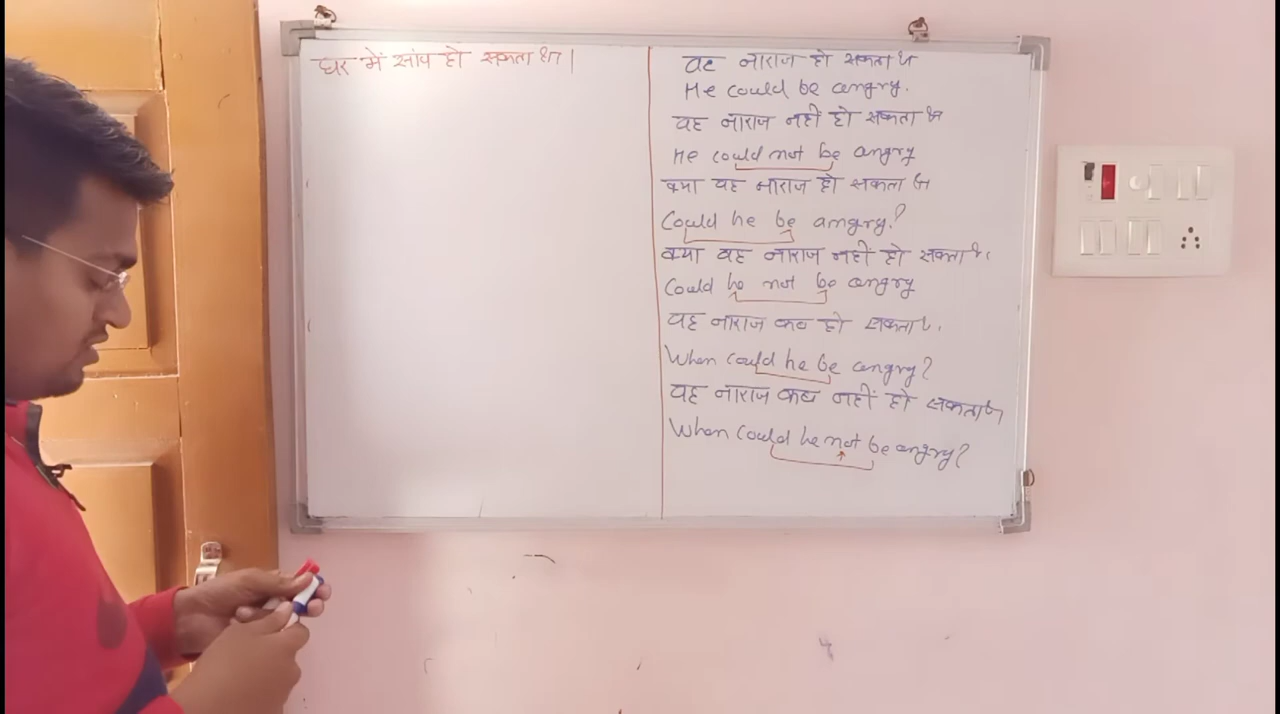 घर में सांप हो सकता था।
वह नाराज हो सकता था
He could be angry.
वह नाराज नहीं हो सकता था
He could not be angry
क्या वह नाराज हो सकता था
Could he be angry?
क्या वह नाराज नहीं हो सकता था
Could he not be angry
वह नाराज कब हो सकता था
When could he be angry?
वह नाराज कब नहीं हो सकता था
When could he not be angry?